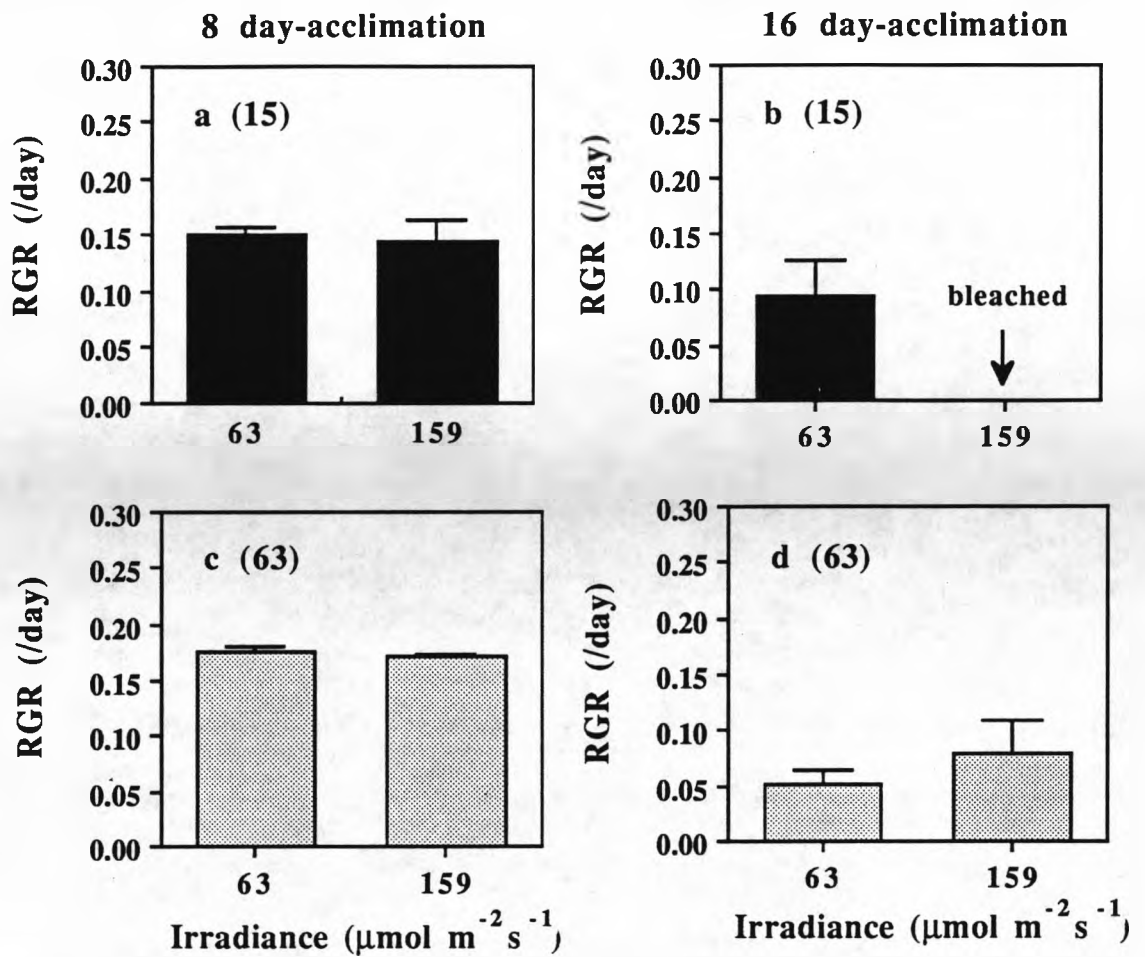 8 day-acclimation
16 day-acclimation
RGR (/day)
0.30
0.25
0.20
0.15
0.10
0.05
0.00
a (15)
63
159
RGR (/day)
0.30
0.25
0.20
0.15
0.10
0.05
0.00
b (15)
bleached
63
159
RGR (/day)
0.30
0.25
0.20
0.15
0.10
0.05
0.00
c (63)
63
159
Irradiance (μmol m⁻²s⁻¹)
RGR (/day)
0.30
0.25
0.20
0.15
0.10
0.05
0.00
d (63)
63
159
Irradiance (μmol m⁻²s⁻¹)